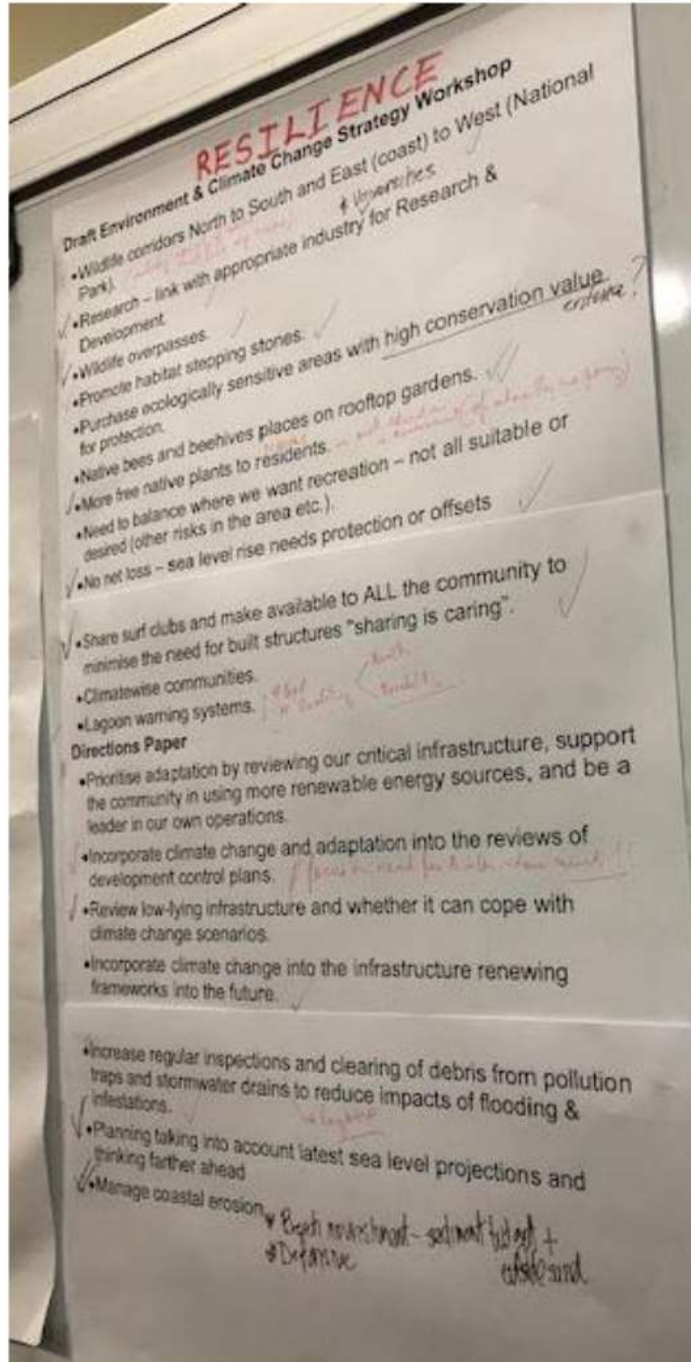 RESILIENCE
Draft Environment & Climate Change Strategy Workshop
•Wildlife corridors North to South and East (coast) to West (National
Park).
& Universities
•Research – link with appropriate industry for Research &
Development.
•Wildlife overpasses.
•Promote habitat stepping stones.
•Purchase ecologically sensitive areas with high conservation value
for protection.
•Native bees and beehives places on rooftop gardens.
•More free native plants to residents.
•Need to balance where we want recreation – not all suitable or
desired (other risks in the area etc.).
•No net loss – sea level rise needs protection or offsets
•Share surf clubs and make available to ALL the community to
minimise the need for built structures "sharing is caring".
•Climatewise communities.
•Lagoon warning systems.
Directions Paper
•Prioritise adaptation by reviewing our critical infrastructure, support
the community in using more renewable energy sources, and be a
leader in our own operations.
•Incorporate climate change and adaptation into the reviews of
development control plans.
•Review low-lying infrastructure and whether it can cope with
climate change scenarios.
•Incorporate climate change into the infrastructure renewing
frameworks into the future.
•Increase regular inspections and clearing of debris from pollution
traps and stormwater drains to reduce impacts of flooding &
infestations.
•Planning taking into account latest sea level projections and
thinking farther ahead
•Manage coastal erosion
Beach nourishment – sediment +
Defensive